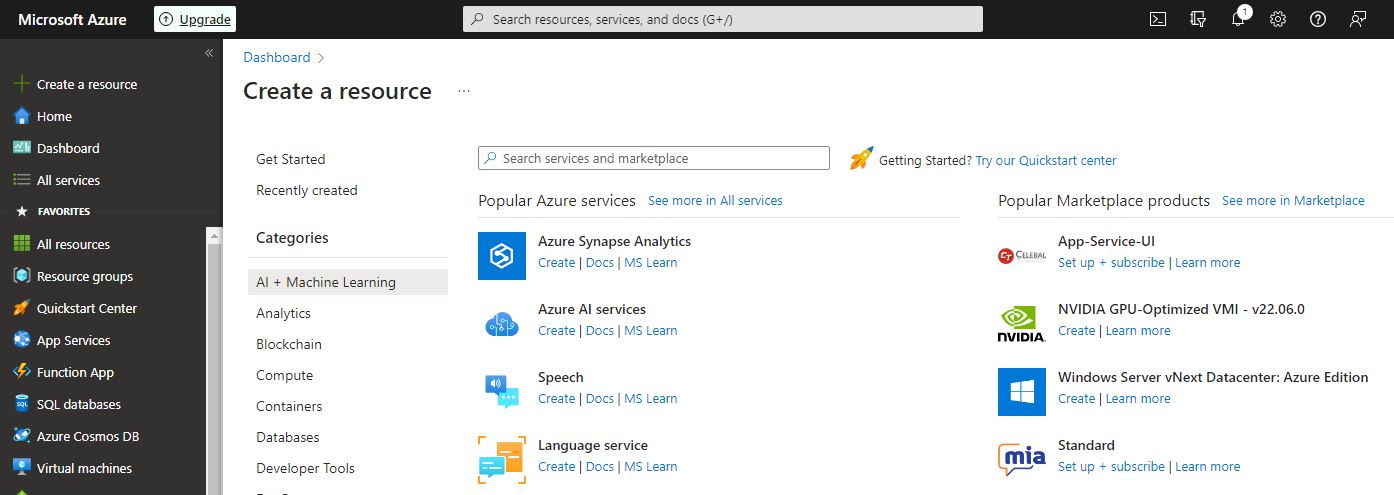 Microsoft Azure
Upgrade
Search resources, services, and docs (G+/)
1
Create a resource
Home
Dashboard
All services
FAVORITES
All resources
Resource groups
Quickstart Center
App Services
Function App
SQL databases
Azure Cosmos DB
Virtual machines
Dashboard
Create a resource
Get Started
Recently created
Categories
AI + Machine Learning
Analytics
Blockchain
Compute
Containers
Databases
Developer Tools
Search services and marketplace
Getting Started? Try our Quickstart center
Popular Azure services See more in All services
Azure Synapse Analytics
Create | Docs | MS Learn
Azure AI services
Create | Docs | MS Learn
Speech
Create | Docs | MS Learn
Language service
Create | Docs | MS Learn
Popular Marketplace products See more in Marketplace
CT CELEBAL
App-Service-UI
Set up + subscribe | Learn more
NVIDIA
NVIDIA GPU-Optimized VMI - v22.06.0
Create | Learn more
Windows Server vNext Datacenter: Azure Edition
Create | Learn more
mia
Standard
Set up + subscribe | Learn more